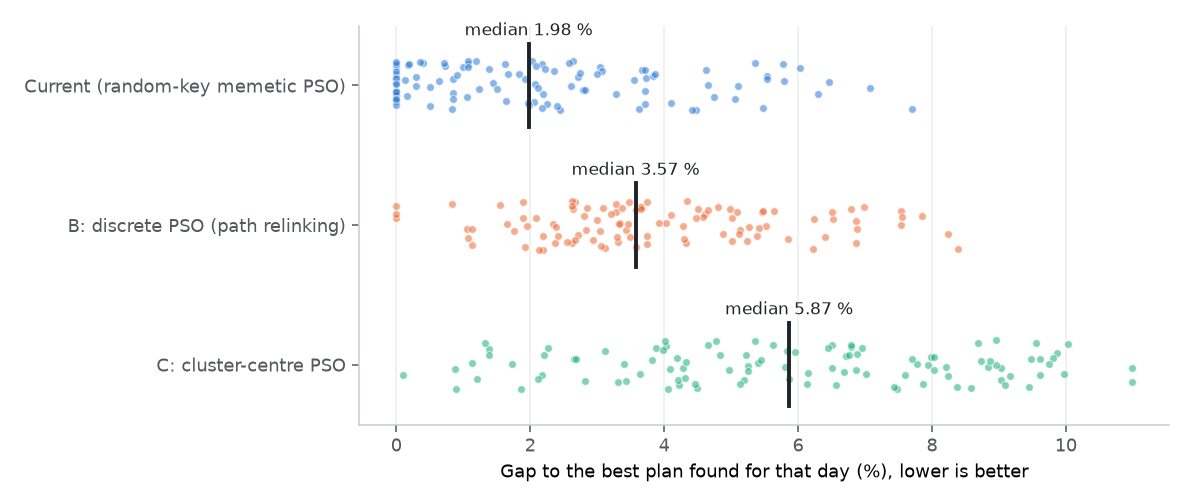 median 1.98 %
Current (random-key memetic PSO)
median 3.57 %
B: discrete PSO (path relinking)
median 5.87 %
C: cluster-centre PSO
0 2 4 6 8 10
Gap to the best plan found for that day (%), lower is better